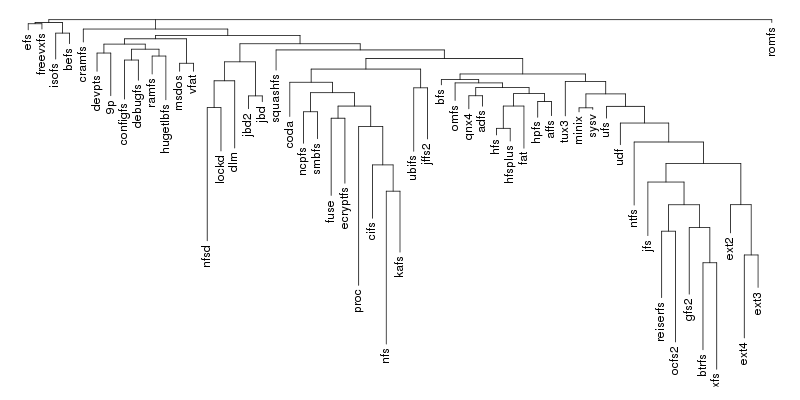 efs
freevxfs
isofs
befs
cramfs
devpts
9p
configfs
debugfs
ramfs
hugetlbfs
msdos
vfat
nfsd
lockd
dlm
jbd2
jbd
squashfs
coda
ncpfs
smbfs
fuse
ecryptfs
proc
cifs
nfs
kafs
ubifs
jffs2
bfs
omfs
qnx4
adfs
hfs
hfsplus
fat
hpfs
affs
tux3
minix
sysv
ufs
udf
ntfs
jfs
reiserfs
ocfs2
gfs2
btrfs
xfs
ext2
ext4
ext3
romfs